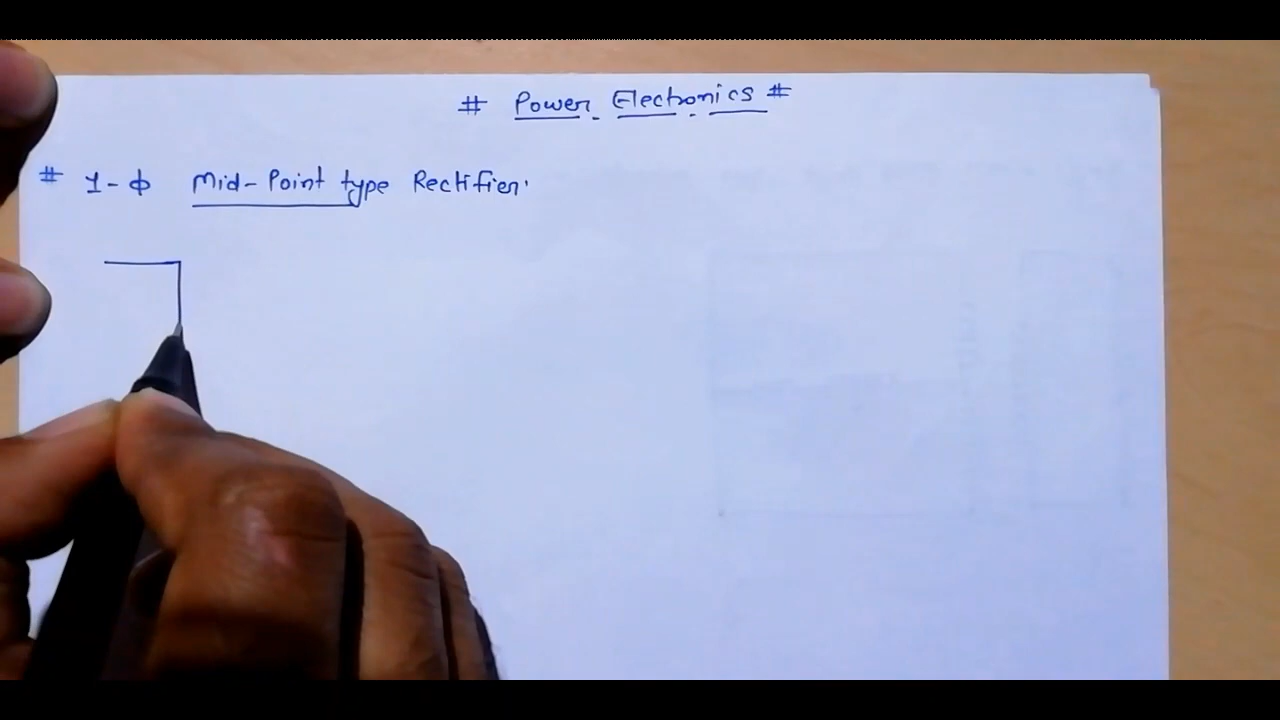 # Power Electronics #
# 1-ϕ Mid-Point type Rectifier.